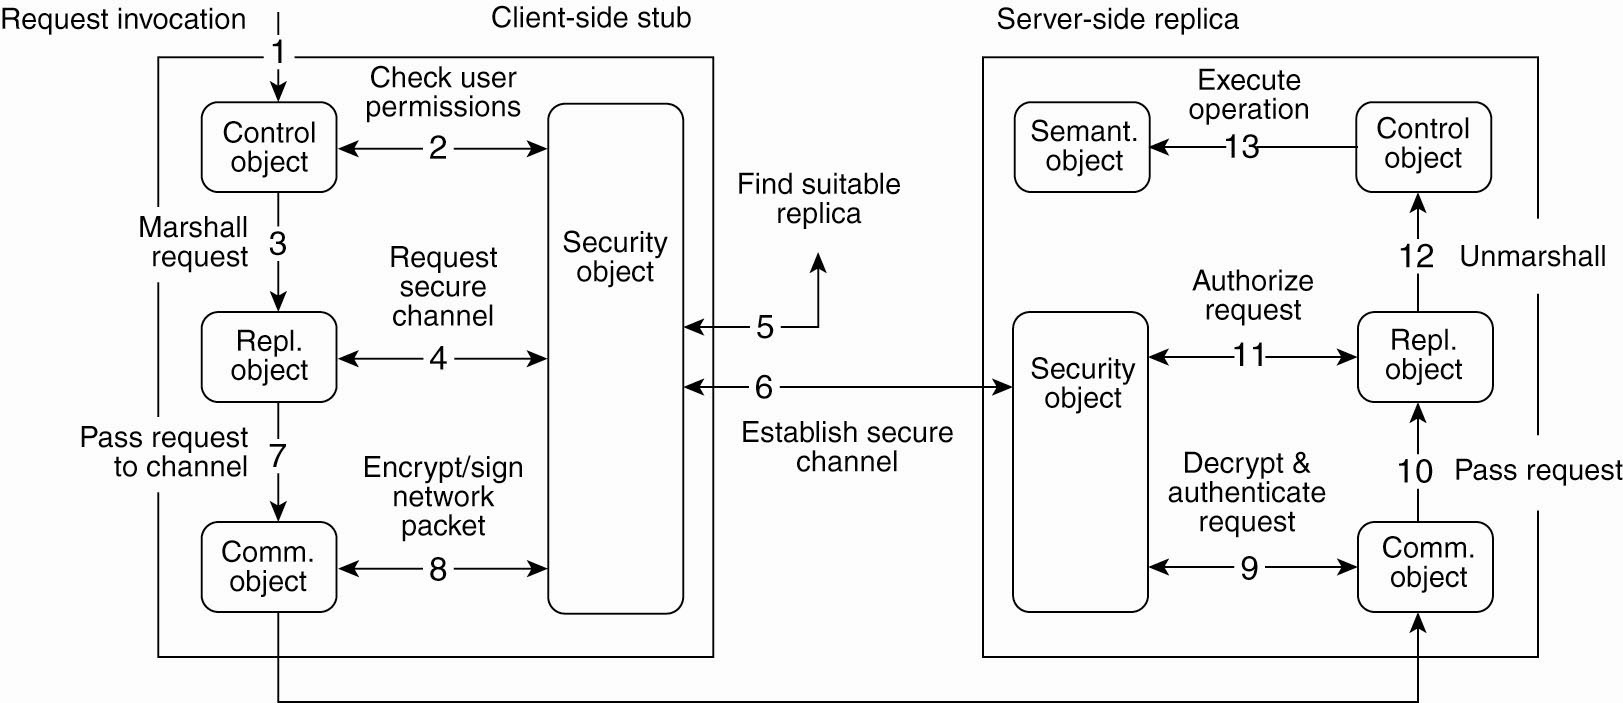 Request invocation
Client-side stub
Server-side replica
1
Check user
permissions
Control
object
2
Marshall
request
3
Request
secure
channel
Security
object
Repl.
object
4
Pass request
to channel
7
Encrypt/sign
network
packet
Comm.
object
8
Find suitable
replica
5
6
Establish secure
channel
Execute
operation
Semant.
object
13
Control
object
12
Unmarshall
Authorize
request
Security
object
11
Repl.
object
Decrypt &
authenticate
request
10
Pass request
9
Comm.
object